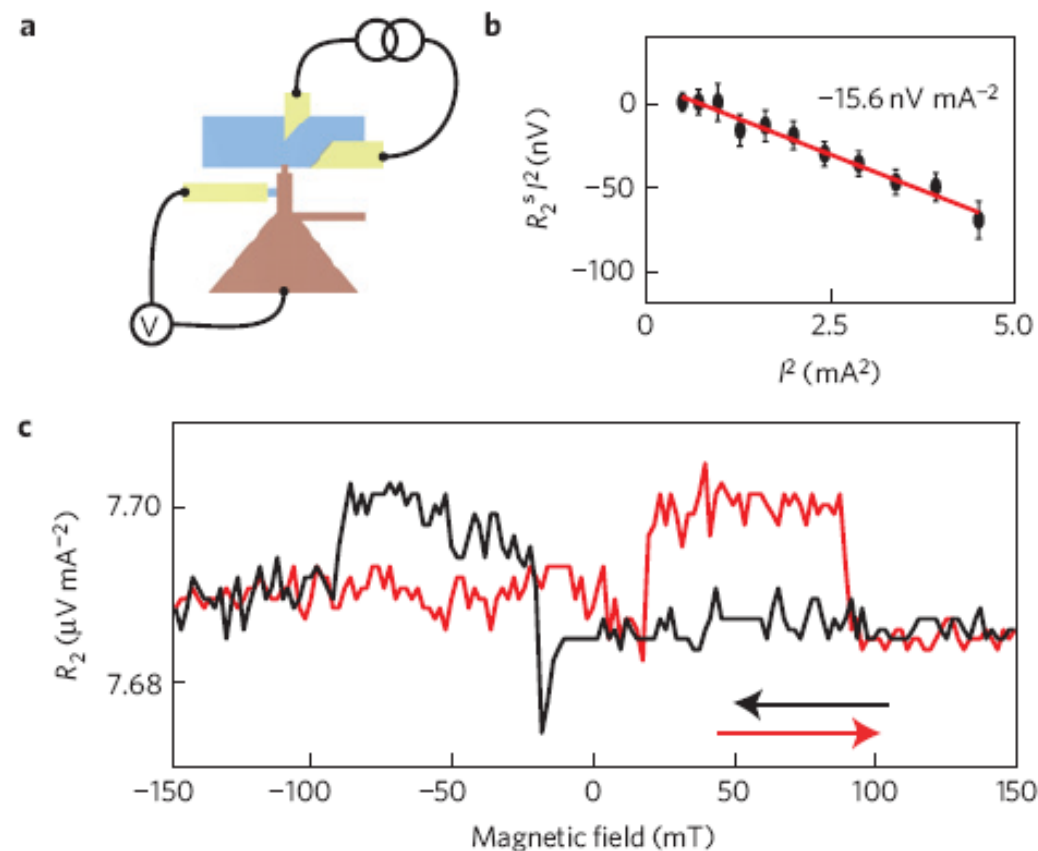 a
V
b
−15.6 nV mA⁻²
R₂ˢ I² (nV)
0
−50
−100
0
2.5
5.0
I² (mA²)
c
R₂ (μV mA⁻²)
7.70
7.68
−150
−100
−50
0
50
100
150
Magnetic field (mT)